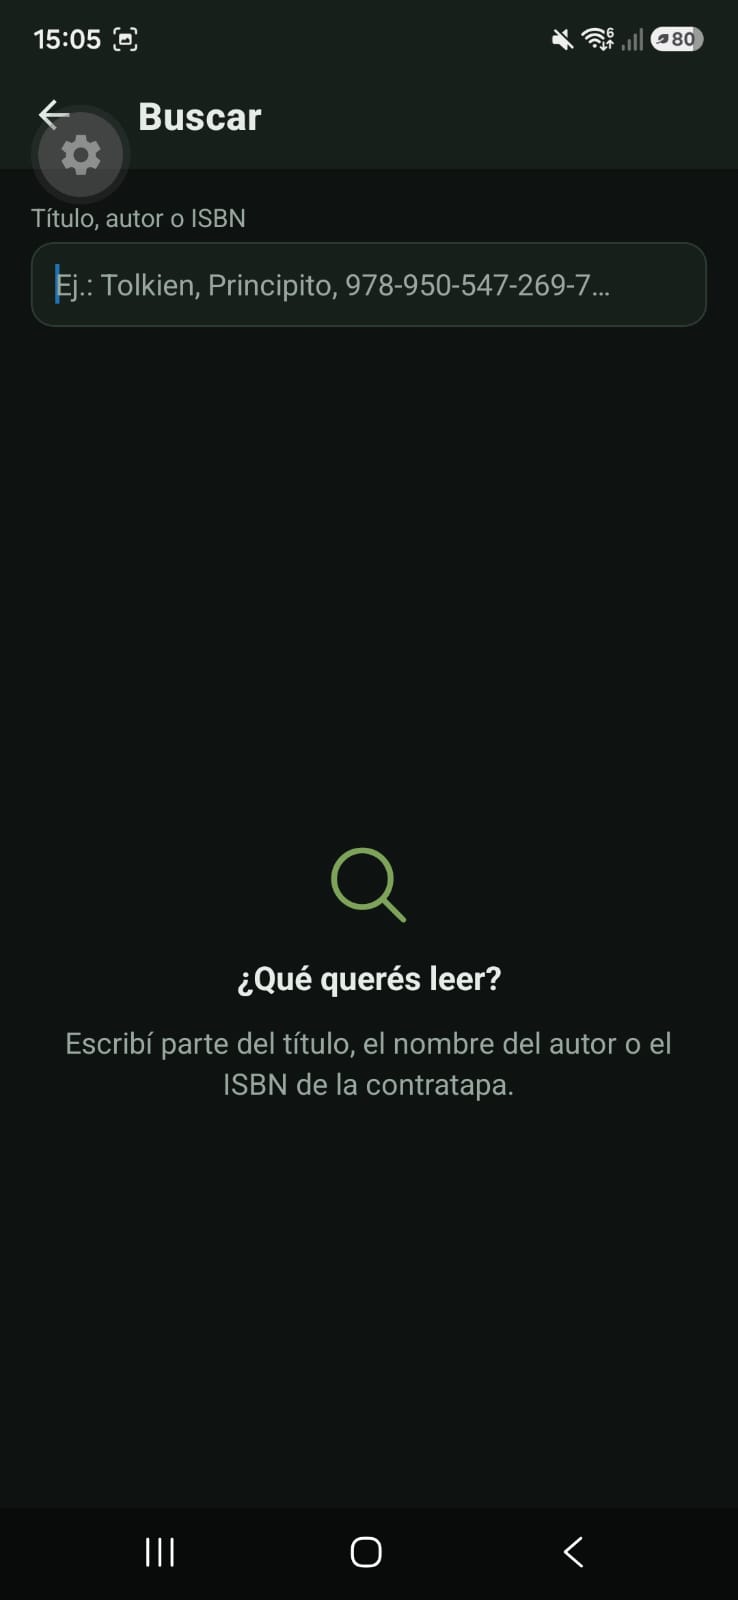 15:05
6
80
Buscar
Título, autor o ISBN
Ej.: Tolkien, Principito, 978-950-547-269-7...
¿Qué querés leer?
Escribí parte del título, el nombre del autor o el
ISBN de la contratapa.